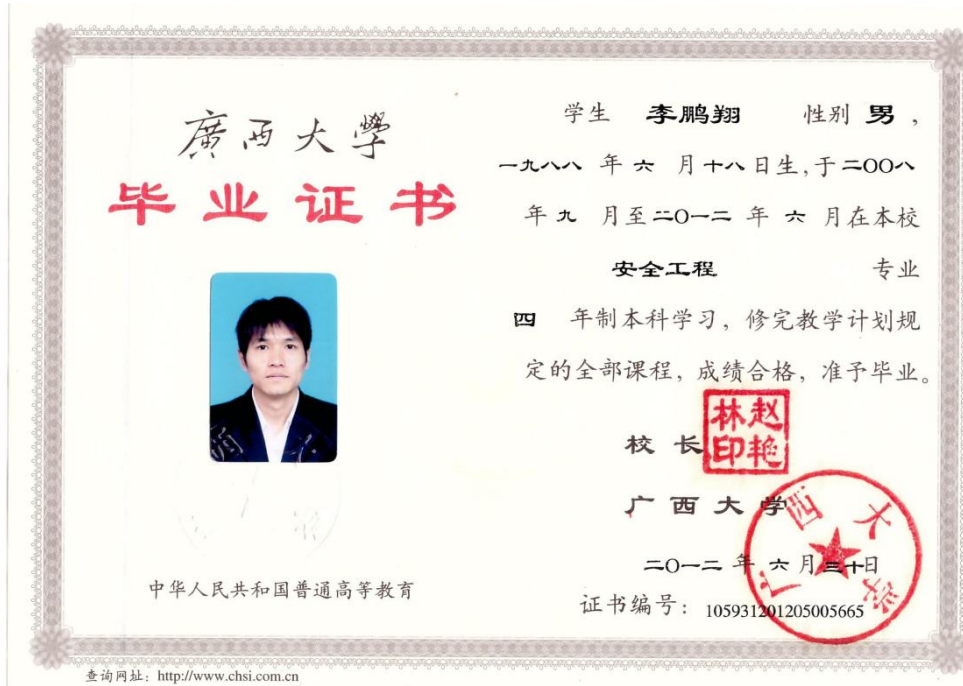 廣西大學
毕业证书
中华人民共和国普通高等教育
学生 李鹏翔 性别 男，
一九八八 年 六 月十八日生,于二OO八
年 九 月至二O一二 年 六 月在本校
安全工程 专业
四 年制本科学习，修完教学计划规
定的全部课程，成绩合格，准予毕业。
校 长
赵艳林印
广 西 大 学
广西大学
二O一二 年 六 月三十日
证书编号： 105931201205005665
查询网址：http://www.chsi.com.cn